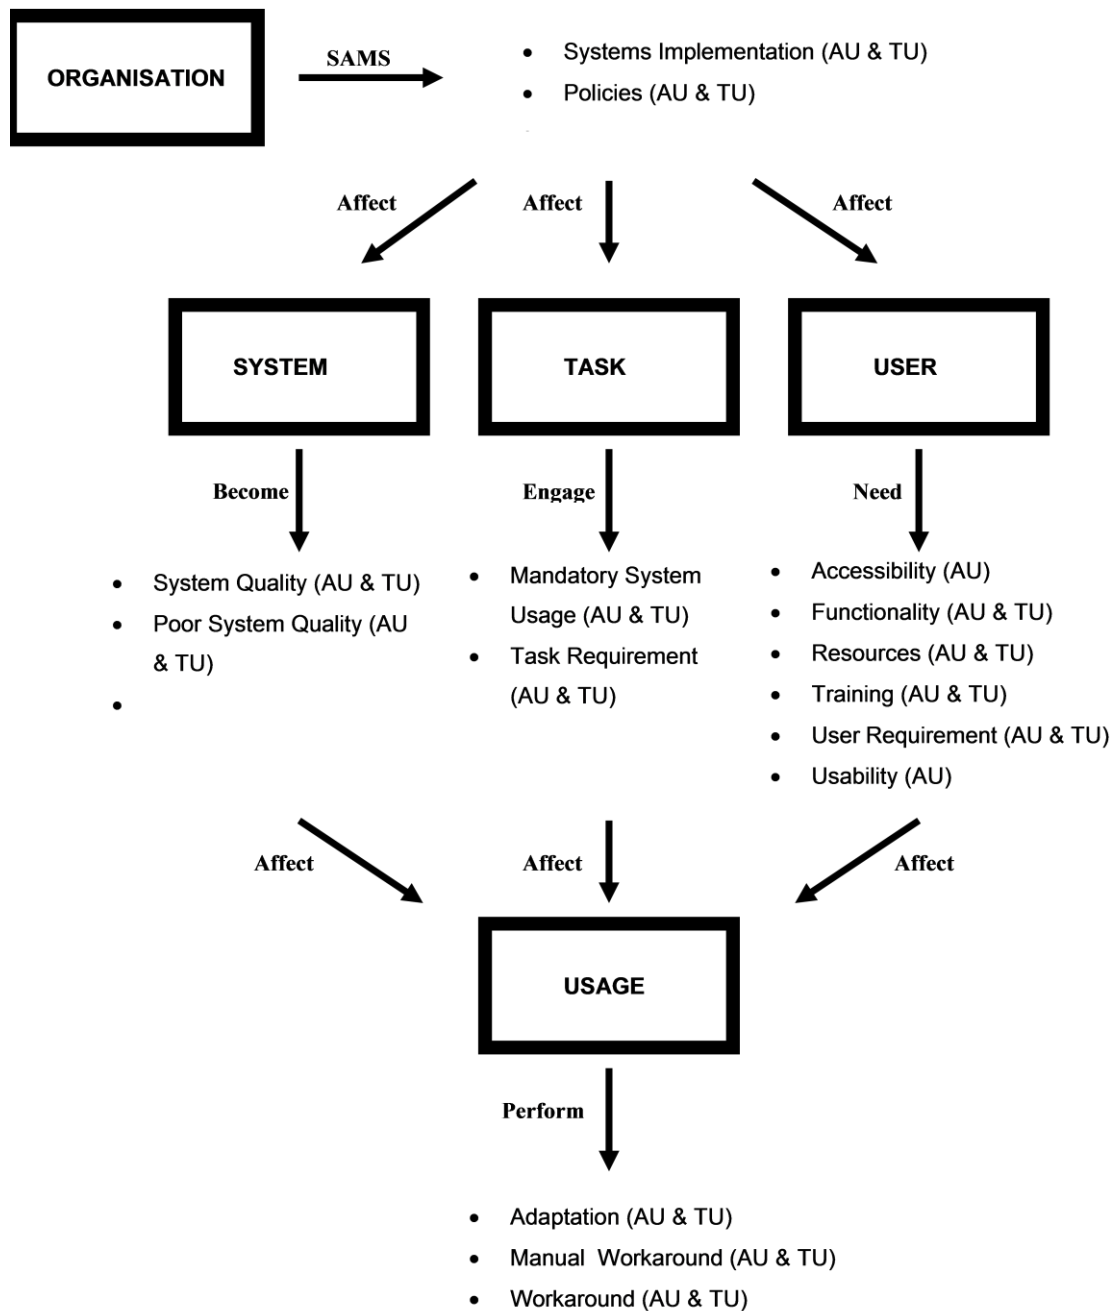 ORGANISATION
SAMS
• Systems Implementation (AU & TU)
• Policies (AU & TU)
Affect
Affect
Affect
SYSTEM
TASK
USER
Become
Engage
Need
• System Quality (AU & TU)
• Poor System Quality (AU
& TU)
•
• Mandatory System
Usage (AU & TU)
• Task Requirement
(AU & TU)
• Accessibility (AU)
• Functionality (AU & TU)
• Resources (AU & TU)
• Training (AU & TU)
• User Requirement (AU & TU)
• Usability (AU)
Affect
Affect
Affect
USAGE
Perform
• Adaptation (AU & TU)
• Manual Workaround (AU & TU)
• Workaround (AU & TU)